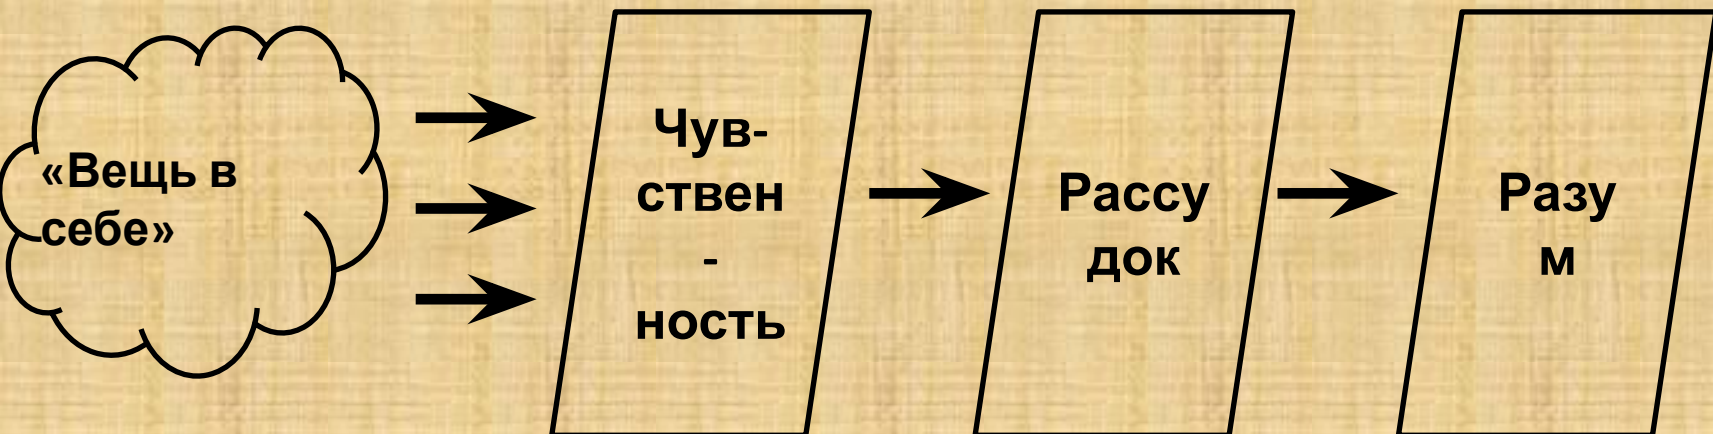 «Вещь в
себе»
Чув-
ствен
-
ность
Рассу
док
Разу
м